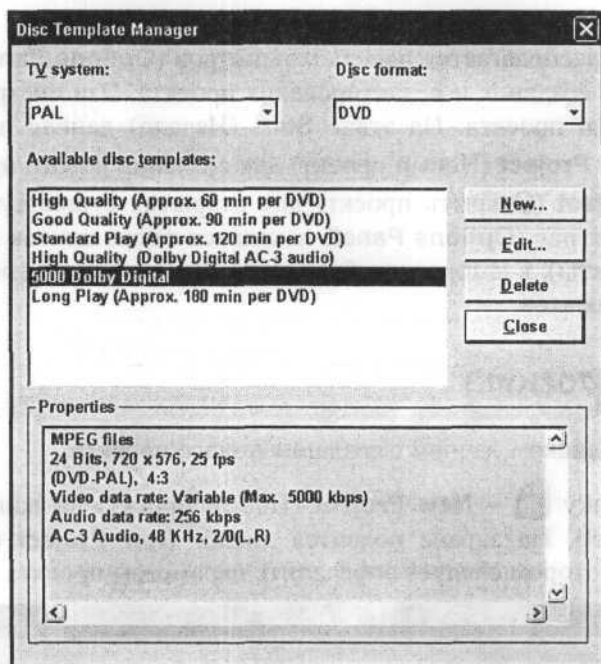 Disc Template Manager
TV system:
Disc format:
PAL
DVD
Available disc templates:
High Quality (Approx. 60 min per DVD)
Good Quality (Approx. 90 min per DVD)
Standard Play (Approx. 120 min per DVD)
High Quality (Dolby Digital AC-3 audio)
5000 Dolby Digital
Long Play (Approx. 180 min per DVD)
New...
Edit...
Delete
Close
Properties
MPEG files
24 Bits, 720 x 576, 25 fps
(DVD-PAL), 4:3
Video data rate: Variable (Max. 5000 kbps)
Audio data rate: 256 kbps
AC-3 Audio, 48 KHz, 2/0(L,R)